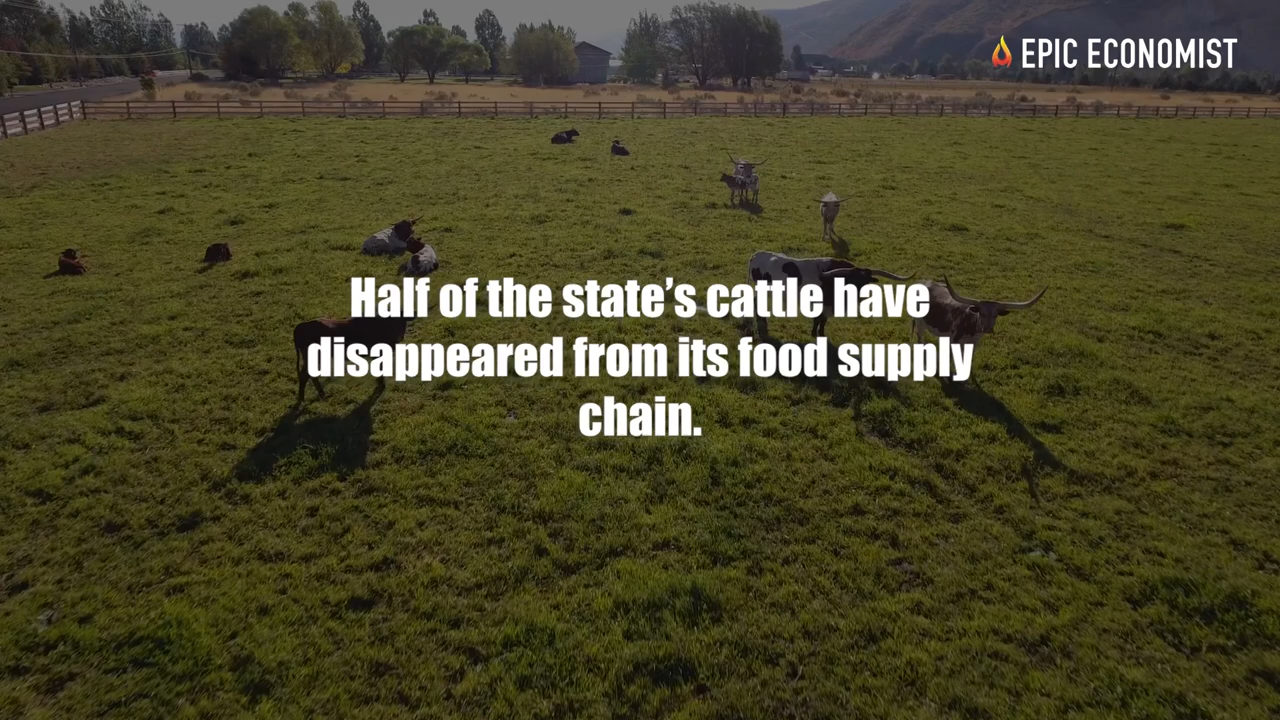 EPIC ECONOMIST
Half of the state’s cattle have
disappeared from its food supply
chain.